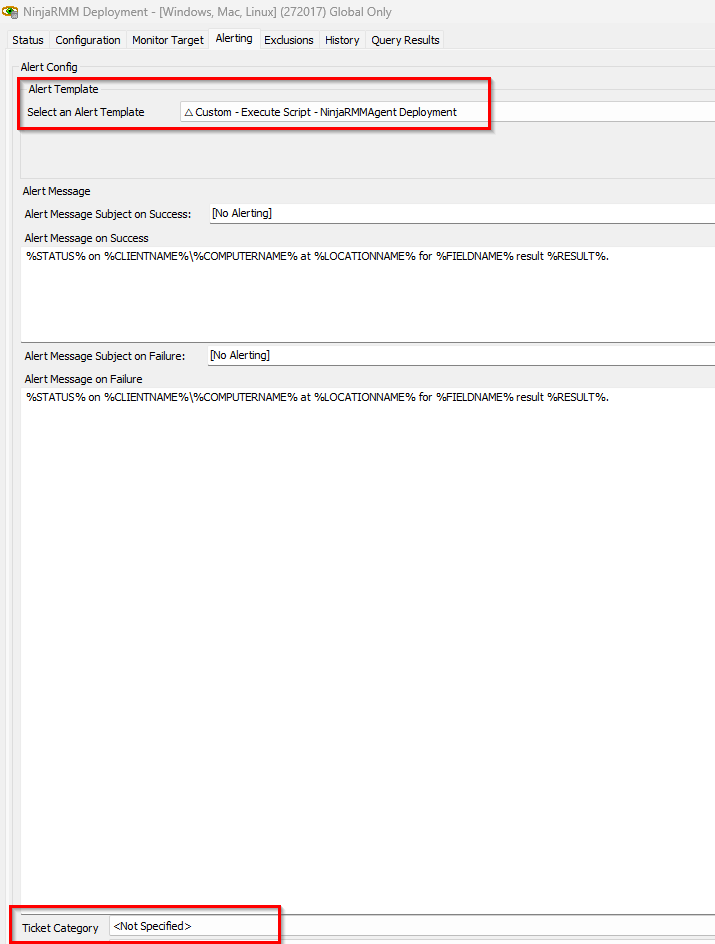 NinjaRMM Deployment - [Windows, Mac, Linux] (272017) Global Only
Status Configuration Monitor Target Alerting Exclusions History Query Results
Alert Config
Alert Template
Select an Alert Template △ Custom - Execute Script - NinjaRMMAgent Deployment
Alert Message
Alert Message Subject on Success: [No Alerting]
Alert Message on Success
%STATUS% on %CLIENTNAME%\%COMPUTERNAME% at %LOCATIONNAME% for %FIELDNAME% result %RESULT%.
Alert Message Subject on Failure: [No Alerting]
Alert Message on Failure
%STATUS% on %CLIENTNAME%\%COMPUTERNAME% at %LOCATIONNAME% for %FIELDNAME% result %RESULT%.
Ticket Category <Not Specified>